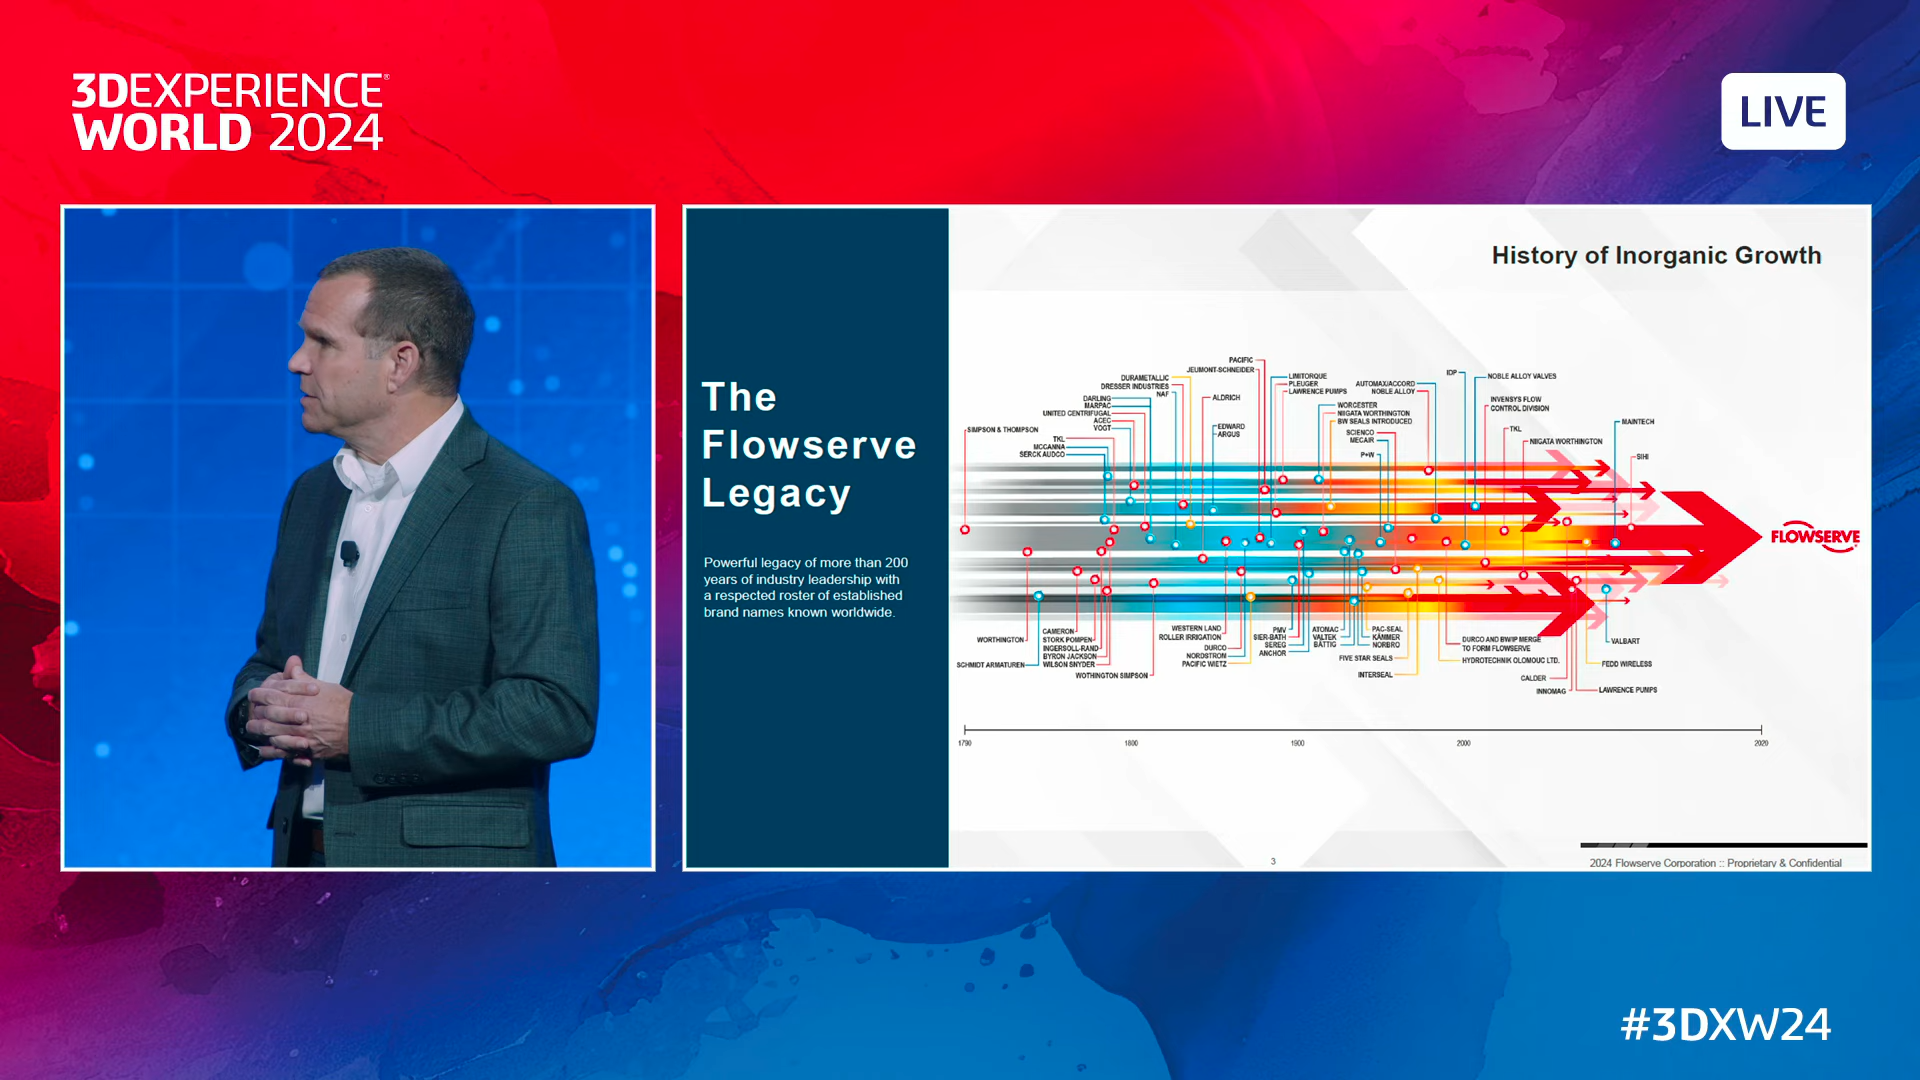 3DEXPERIENCE®
WORLD 2024
LIVE
The
Flowserve
Legacy
Powerful legacy of more than 200
years of industry leadership with
a respected roster of established
brand names known worldwide.
History of Inorganic Growth
PACIFIC
JEUMONT-SCHNEIDER
DURAMETALLIC
DRESSER INDUSTRIES
NAF
DARLING
MARPAC
UNITED CENTRIFUGAL
ACEC
VOGT
SIMPSON & THOMPSON
TKL
MCCANNA
SERCK AUDCO
ALDRICH
EDWARD
ARGUS
LIMITORQUE
PLEUGER
LAWRENCE PUMPS
WORCESTER
NIIGATA WORTHINGTON
BW SEALS INTRODUCED
AUTOMAX/ACCORD
NOBLE ALLOY
SCIENCO
MECAIR
P+W
IDP
NOBLE ALLOY VALVES
INVENSYS FLOW
CONTROL DIVISION
TKL
NIIGATA WORTHINGTON
MAINTECH
SIHI
FLOWSERVE
WORTHINGTON
SCHMIDT ARMATUREN
CAMERON
STORK POMPEN
INGERSOLL-RAND
BYRON JACKSON
WILSON SNYDER
WOTHINGTON SIMPSON
WESTERN LAND
ROLLER IRRIGATION
DURCO
NORDSTROM
PACIFIC WIETZ
PMV
SIER-BATH
SEREG
ANCHOR
ATOMAC
VALTEK
BATTIG
PAC-SEAL
KÄMMER
NORBRO
FIVE STAR SEALS
INTERSEAL
DURCO AND BW/IP MERGE
TO FORM FLOWSERVE
HYDROTECHNIK OLOMOUC LTD.
CALDER
INNOMAG
LAWRENCE PUMPS
VALBART
FEDD WIRELESS
1790
1800
1900
2000
2020
3
2024 Flowserve Corporation :: Proprietary & Confidential
#3DXW24